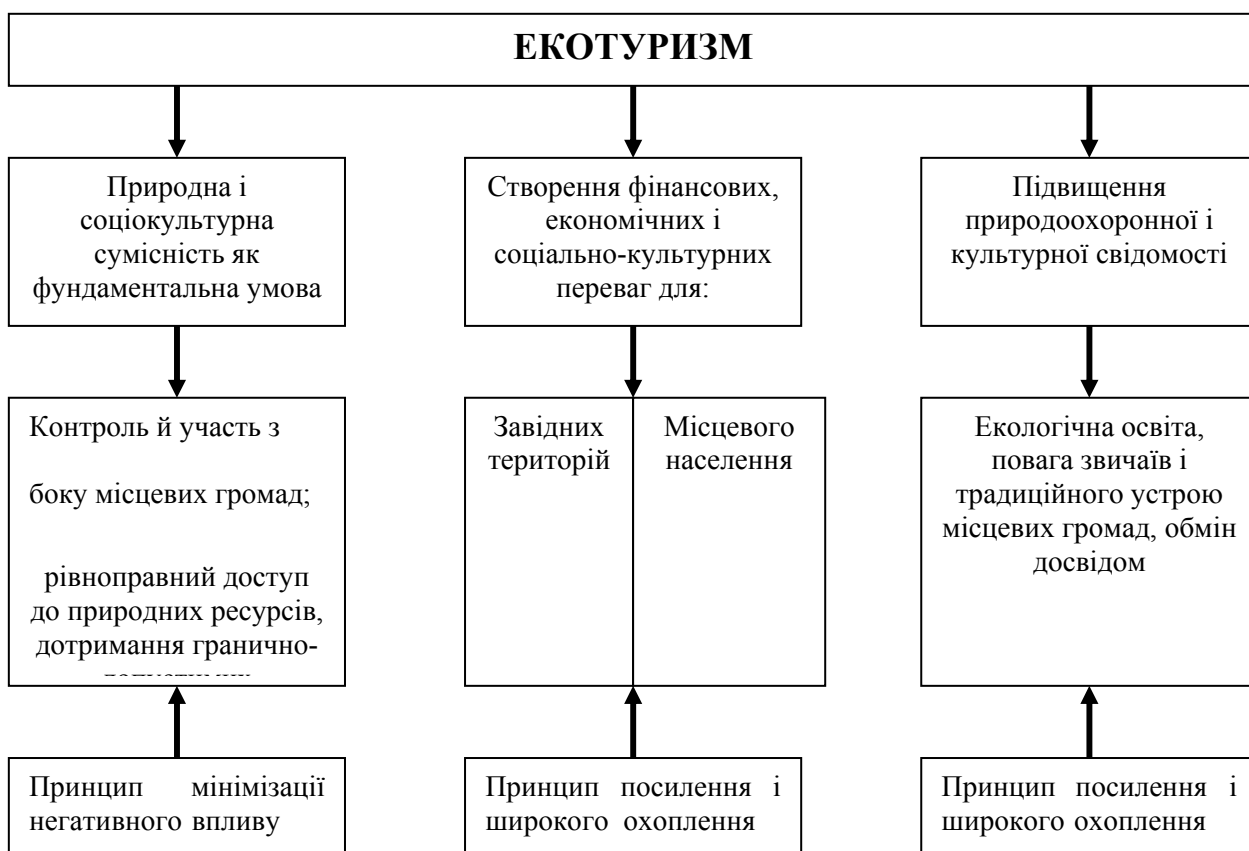 ЕКОТУРИЗМ
Природна і
соціокультурна
сумісність як
фундаментальна умова
Створення фінансових,
економічних і
соціально-культурних
переваг для:
Підвищення
природоохоронної і
культурної свідомості
Контроль й участь з
боку місцевих громад;
рівноправний доступ
до природних ресурсів,
дотримання гранично-
Завідних
територій
Місцевого
населення
Екологічна освіта,
повага звичаїв і
традиційного устрою
місцевих громад, обмін
досвідом
Принцип мінімізації
негативного впливу
Принцип посилення і
широкого охоплення
Принцип посилення і
широкого охоплення